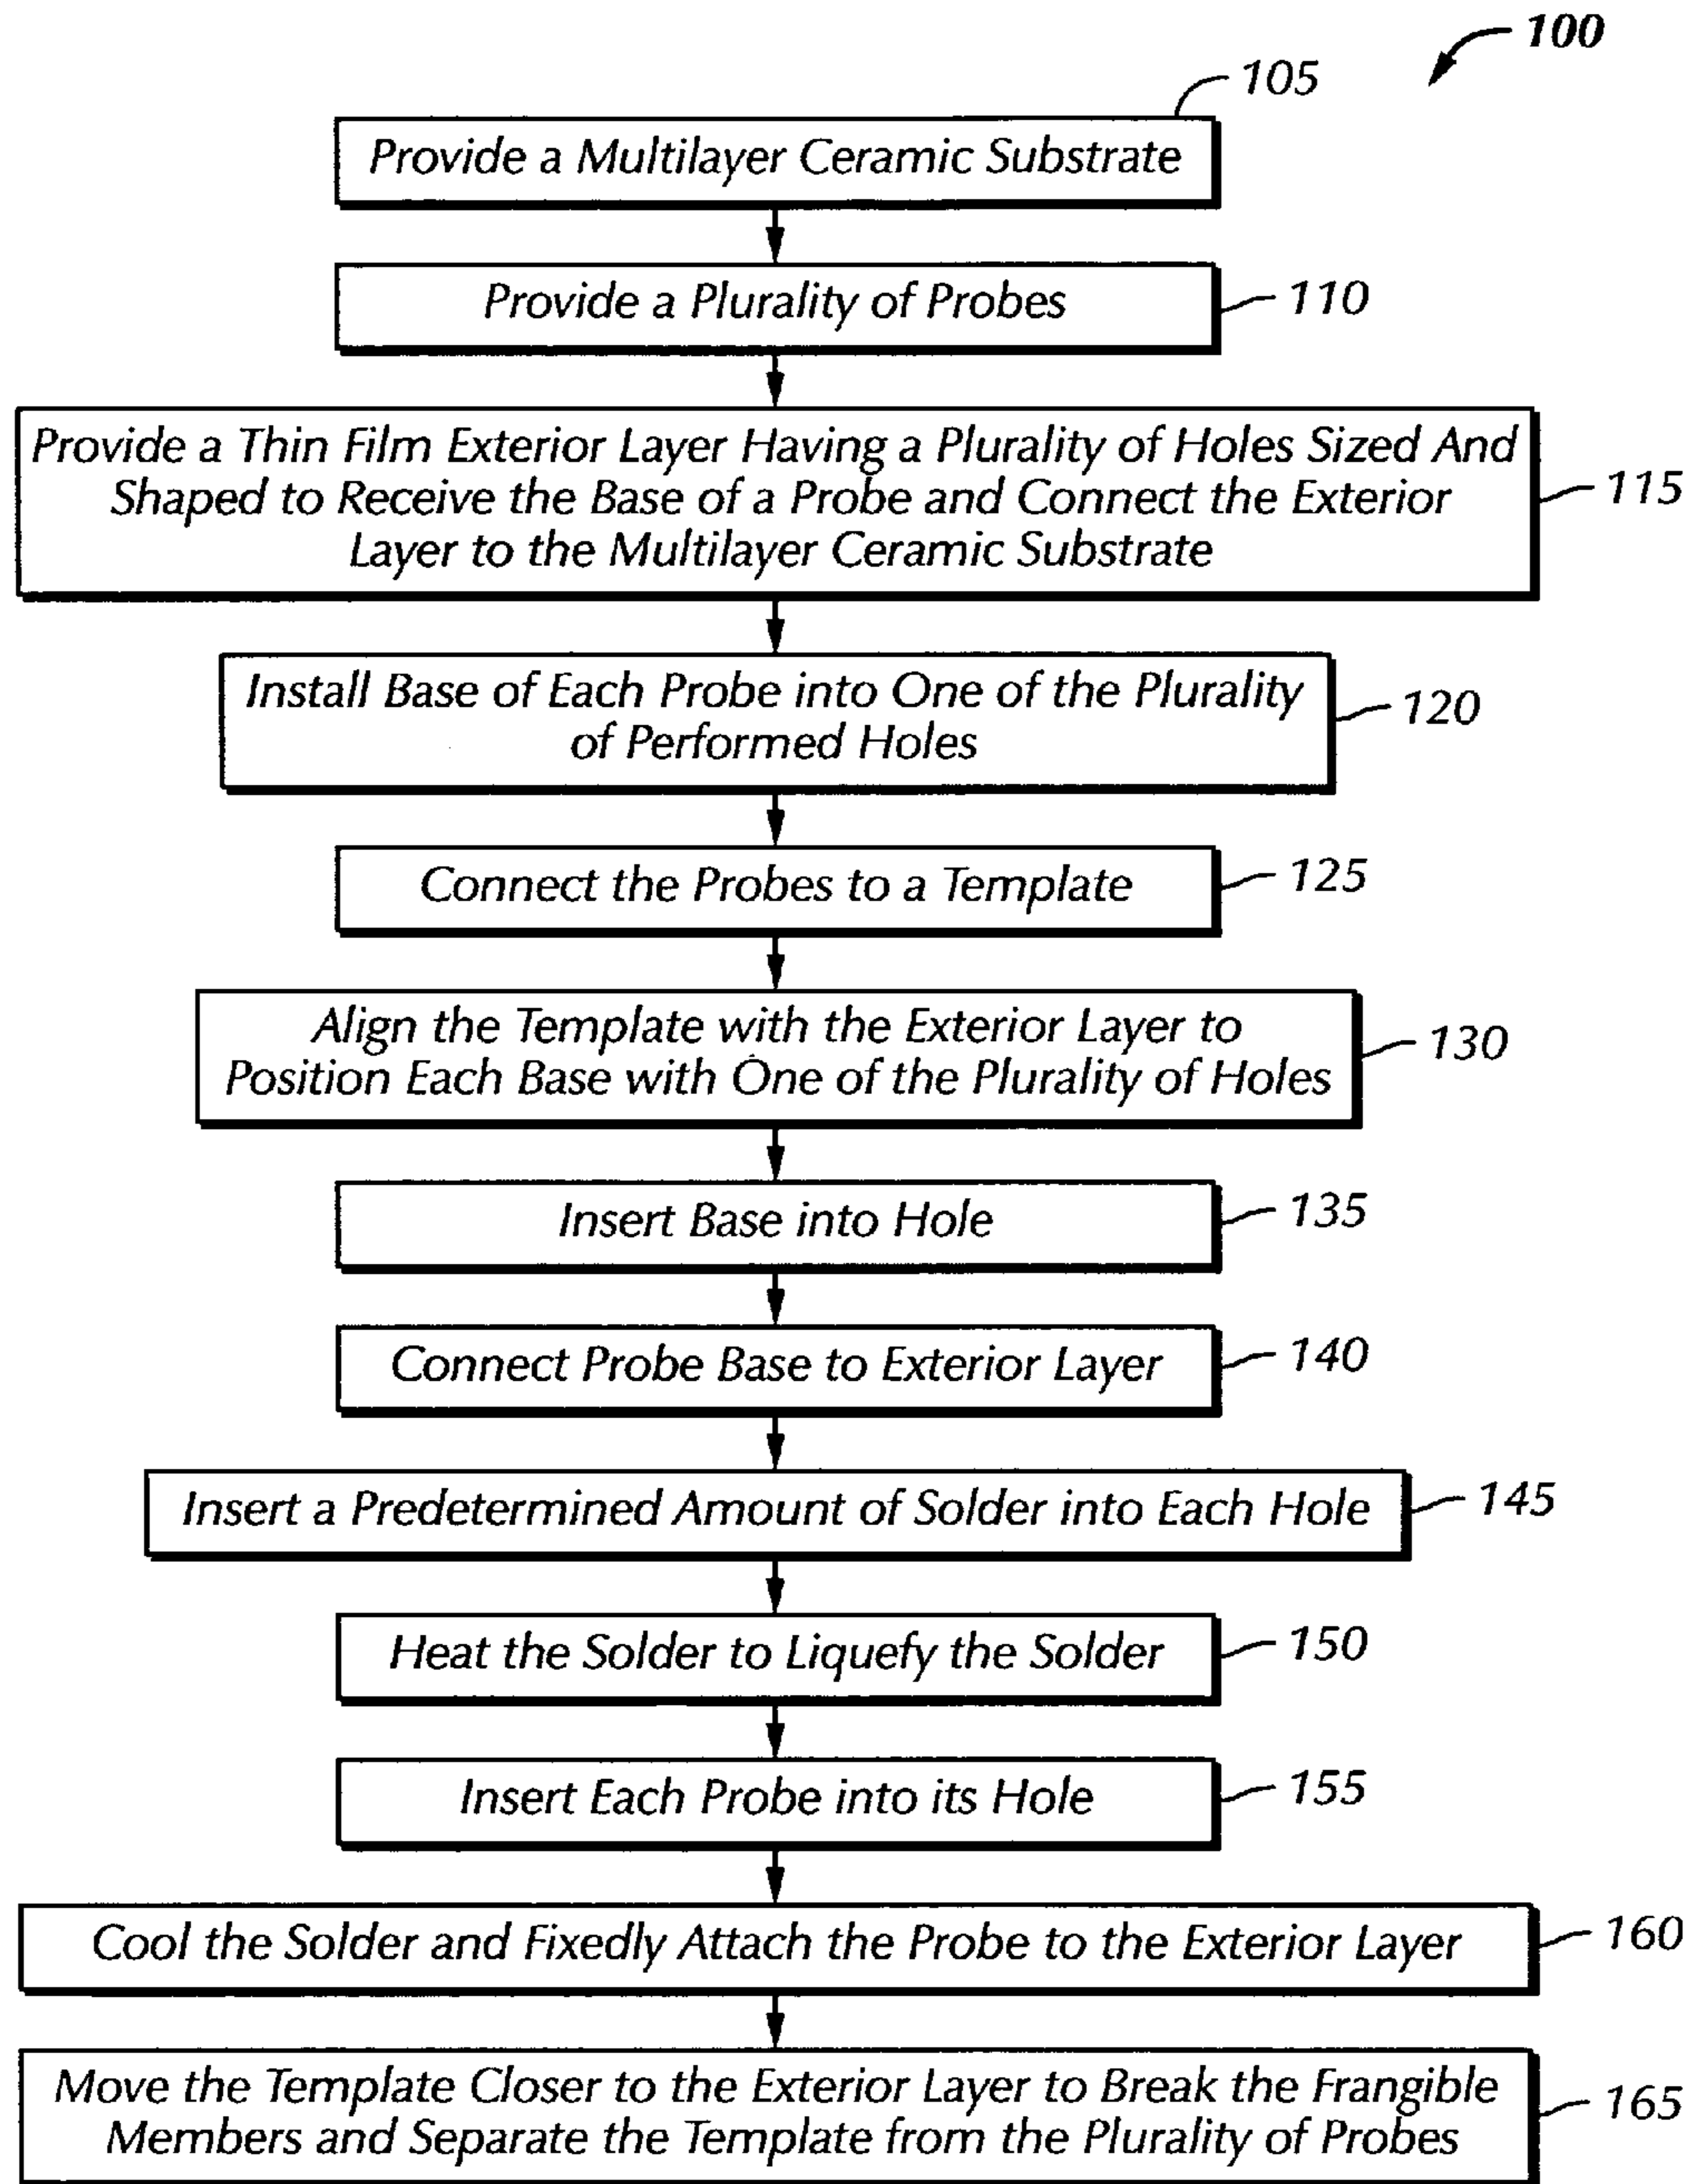 100
105
Provide a Multilayer Ceramic Substrate
Provide a Plurality of Probes
110
Provide a Thin Film Exterior Layer Having a Plurality of Holes Sized And
Shaped to Receive the Base of a Probe and Connect the Exterior
Layer to the Multilayer Ceramic Substrate
115
Install Base of Each Probe into One of the Plurality
of Performed Holes
120
Connect the Probes to a Template
125
Align the Template with the Exterior Layer to
Position Each Base with One of the Plurality of Holes
130
Insert Base into Hole
135
Connect Probe Base to Exterior Layer
140
Insert a Predetermined Amount of Solder into Each Hole
145
Heat the Solder to Liquefy the Solder
150
Insert Each Probe into its Hole
155
Cool the Solder and Fixedly Attach the Probe to the Exterior Layer
160
Move the Template Closer to the Exterior Layer to Break the Frangible
Members and Separate the Template from the Plurality of Probes
165